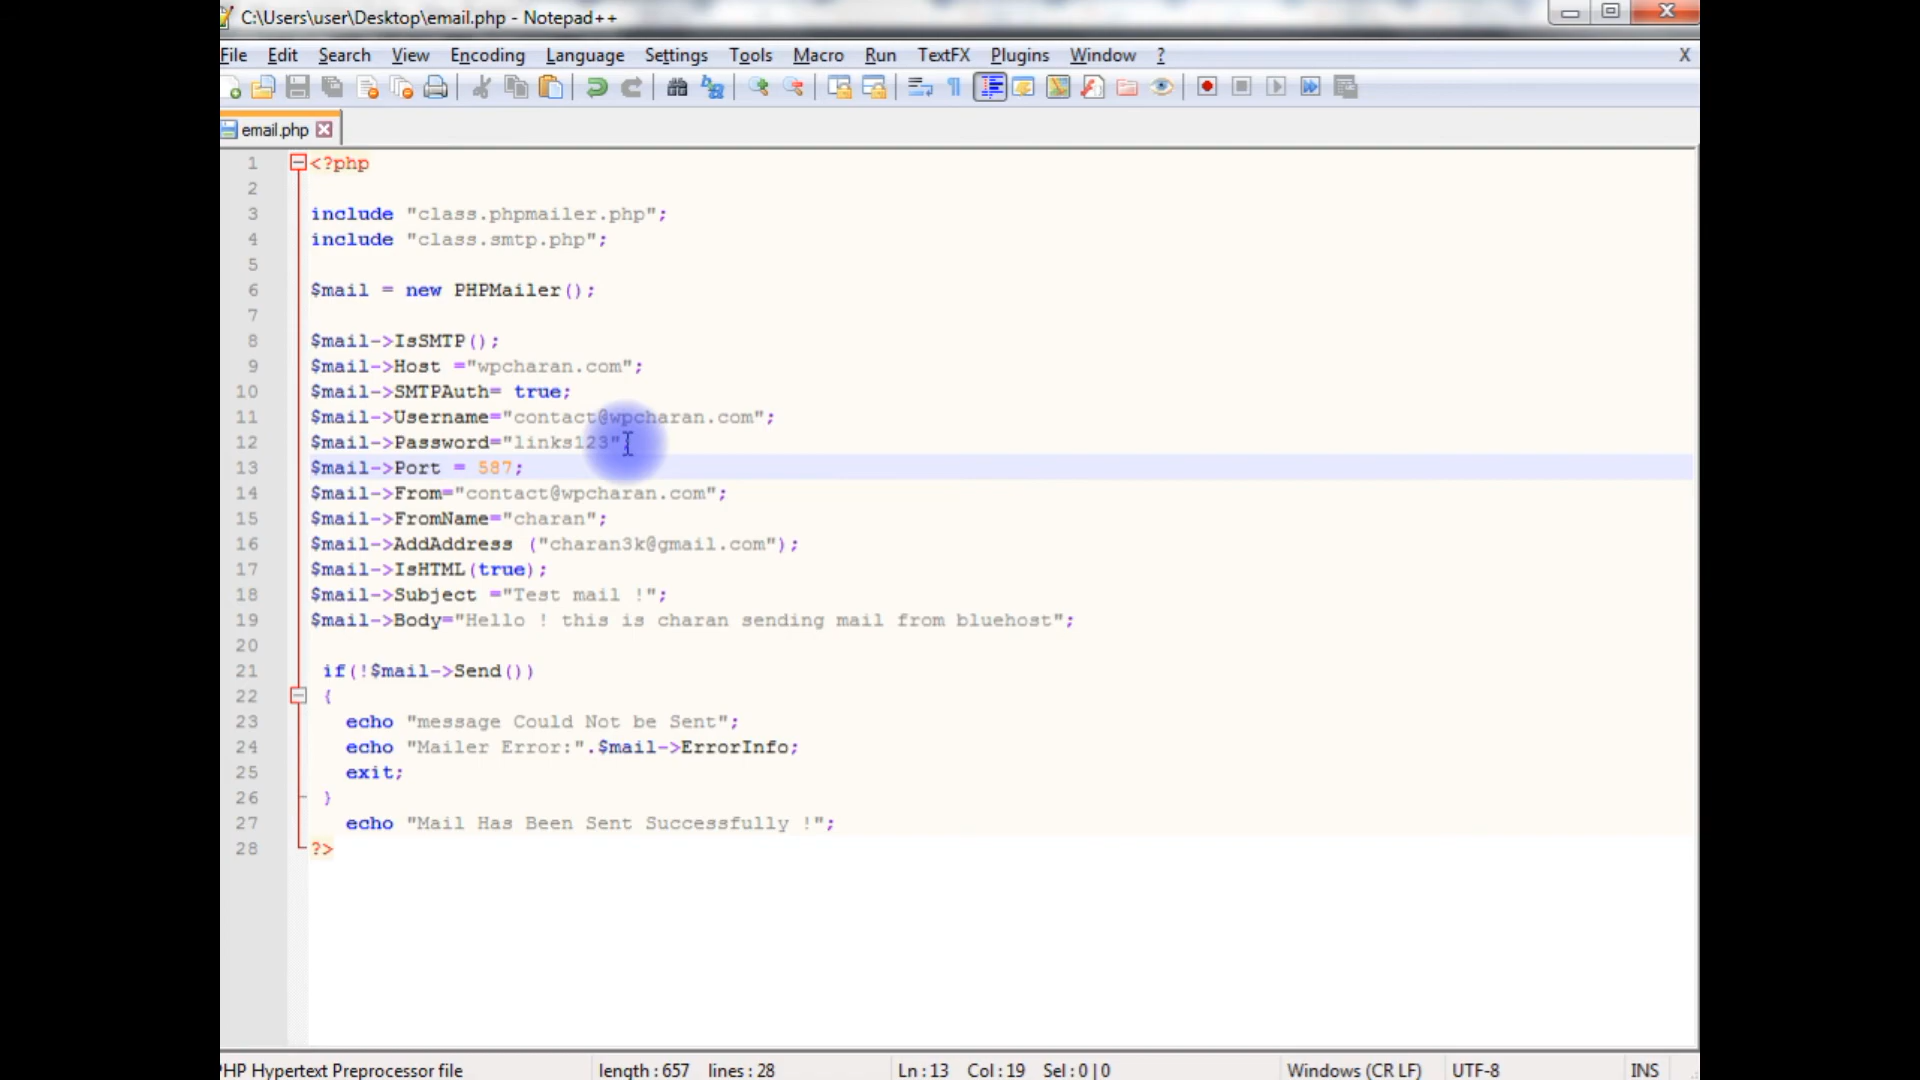 C:\Users\user\Desktop\email.php - Notepad++
File Edit Search View Encoding Language Settings Tools Macro Run TextFX Plugins Window ? X
email.php
1 <?php
2
3 include "class.phpmailer.php";
4 include "class.smtp.php";
5
6 $mail = new PHPMailer();
7
8 $mail->IsSMTP();
9 $mail->Host ="wpcharan.com";
10 $mail->SMTPAuth= true;
11 $mail->Username="contact@wpcharan.com";
12 $mail->Password="links123";
13 $mail->Port = 587;
14 $mail->From="contact@wpcharan.com";
15 $mail->FromName="charan";
16 $mail->AddAddress ("charan3k@gmail.com");
17 $mail->IsHTML(true);
18 $mail->Subject ="Test mail !";
19 $mail->Body="Hello ! this is charan sending mail from bluehost";
20
21 if(!$mail->Send())
22 {
23 echo "message Could Not be Sent";
24 echo "Mailer Error:".$mail->ErrorInfo;
25 exit;
26 }
27 echo "Mail Has Been Sent Successfully !";
28 ?>
HP Hypertext Preprocessor file length : 657 lines : 28 Ln : 13 Col : 19 Sel : 0 | 0 Windows (CR LF) UTF-8 INS